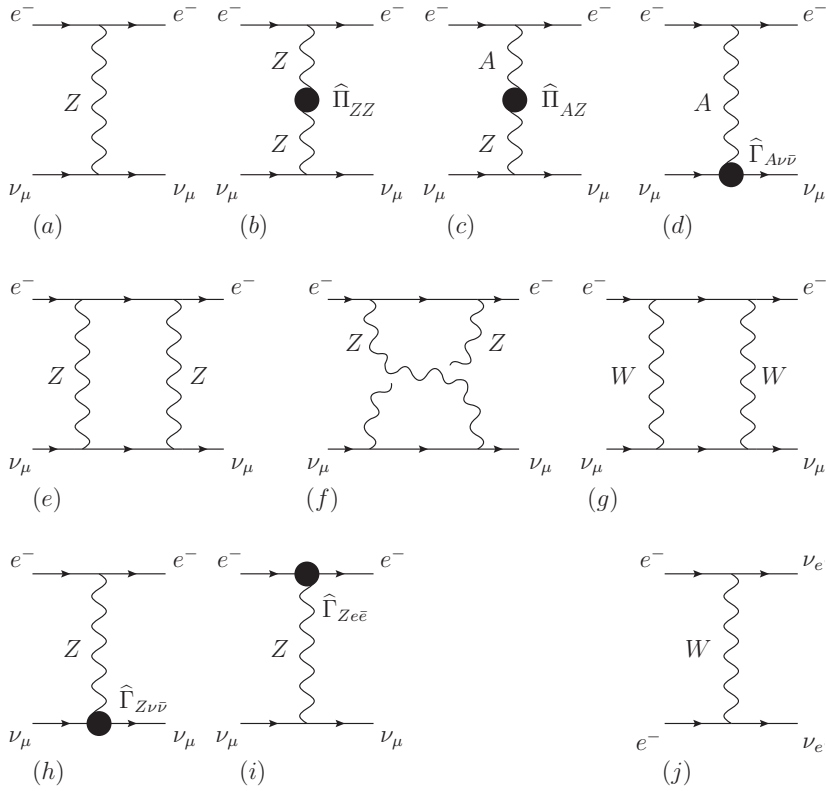 e⁻ e⁻ e⁻ e⁻ e⁻ e⁻ e⁻ e⁻
Z Z A A
Π̂_ZZ Π̂_AZ
Z Z Γ̂_Aνν̄
ν_μ ν_μ ν_μ ν_μ ν_μ ν_μ ν_μ ν_μ
(a) (b) (c) (d)
e⁻ e⁻ e⁻ e⁻ e⁻ e⁻
Z Z Z Z W W
ν_μ ν_μ ν_μ ν_μ ν_μ ν_μ
(e) (f) (g)
e⁻ e⁻ e⁻ e⁻ e⁻ ν_e
Γ̂_Zeē
Z Z W
Γ̂_Zνν̄
ν_μ ν_μ ν_μ ν_μ e⁻ ν_e
(h) (i) (j)